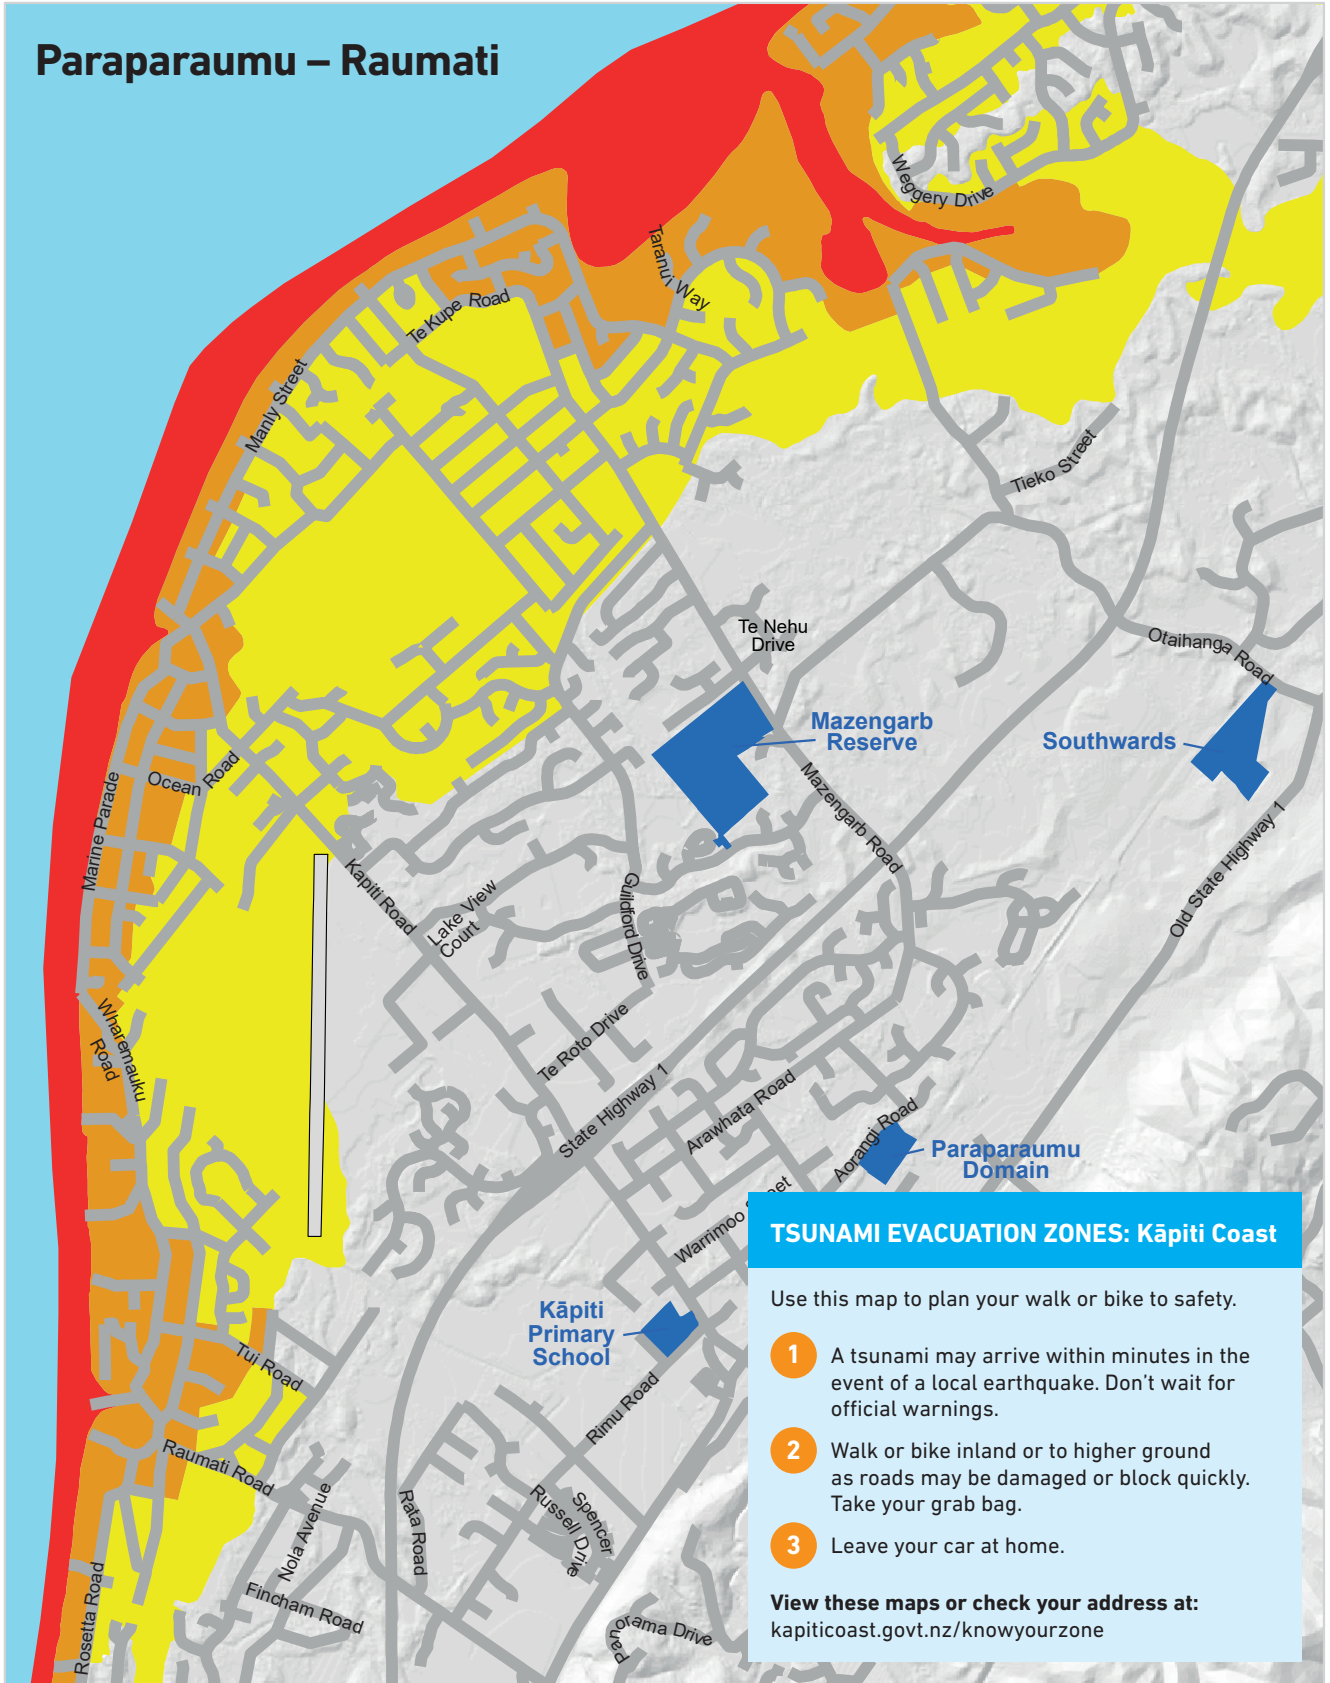 Paraparaumu – Raumati
Weggery Drive
Taranui Way
Te Kupe Road
Manly Street
Tieko Street
Te Nehu
Drive
Otaihanga Road
Mazengarb
Reserve
Southwards
Ocean Road
Marine Parade
Mazengarb Road
Old State Highway 1
Kapiti Road
Lake View
Court
Guildford Drive
Wharemauku
Road
Te Roto Drive
State Highway 1
Arawhata Road
Aorangi Road
Paraparaumu
Domain
Warrimoo
Kāpiti
Primary
School
Tui Road
Rimu Road
Raumati Road
Noia Avenue
Rata Road
Russell Drive
Spencer
Fincham Road
Rosetta Road
Panorama Drive
TSUNAMI EVACUATION ZONES: Kāpiti Coast
Use this map to plan your walk or bike to safety.
1 A tsunami may arrive within minutes in the
event of a local earthquake. Don't wait for
official warnings.
2 Walk or bike inland or to higher ground
as roads may be damaged or block quickly.
Take your grab bag.
3 Leave your car at home.
View these maps or check your address at:
kapiticoast.govt.nz/knowyourzone